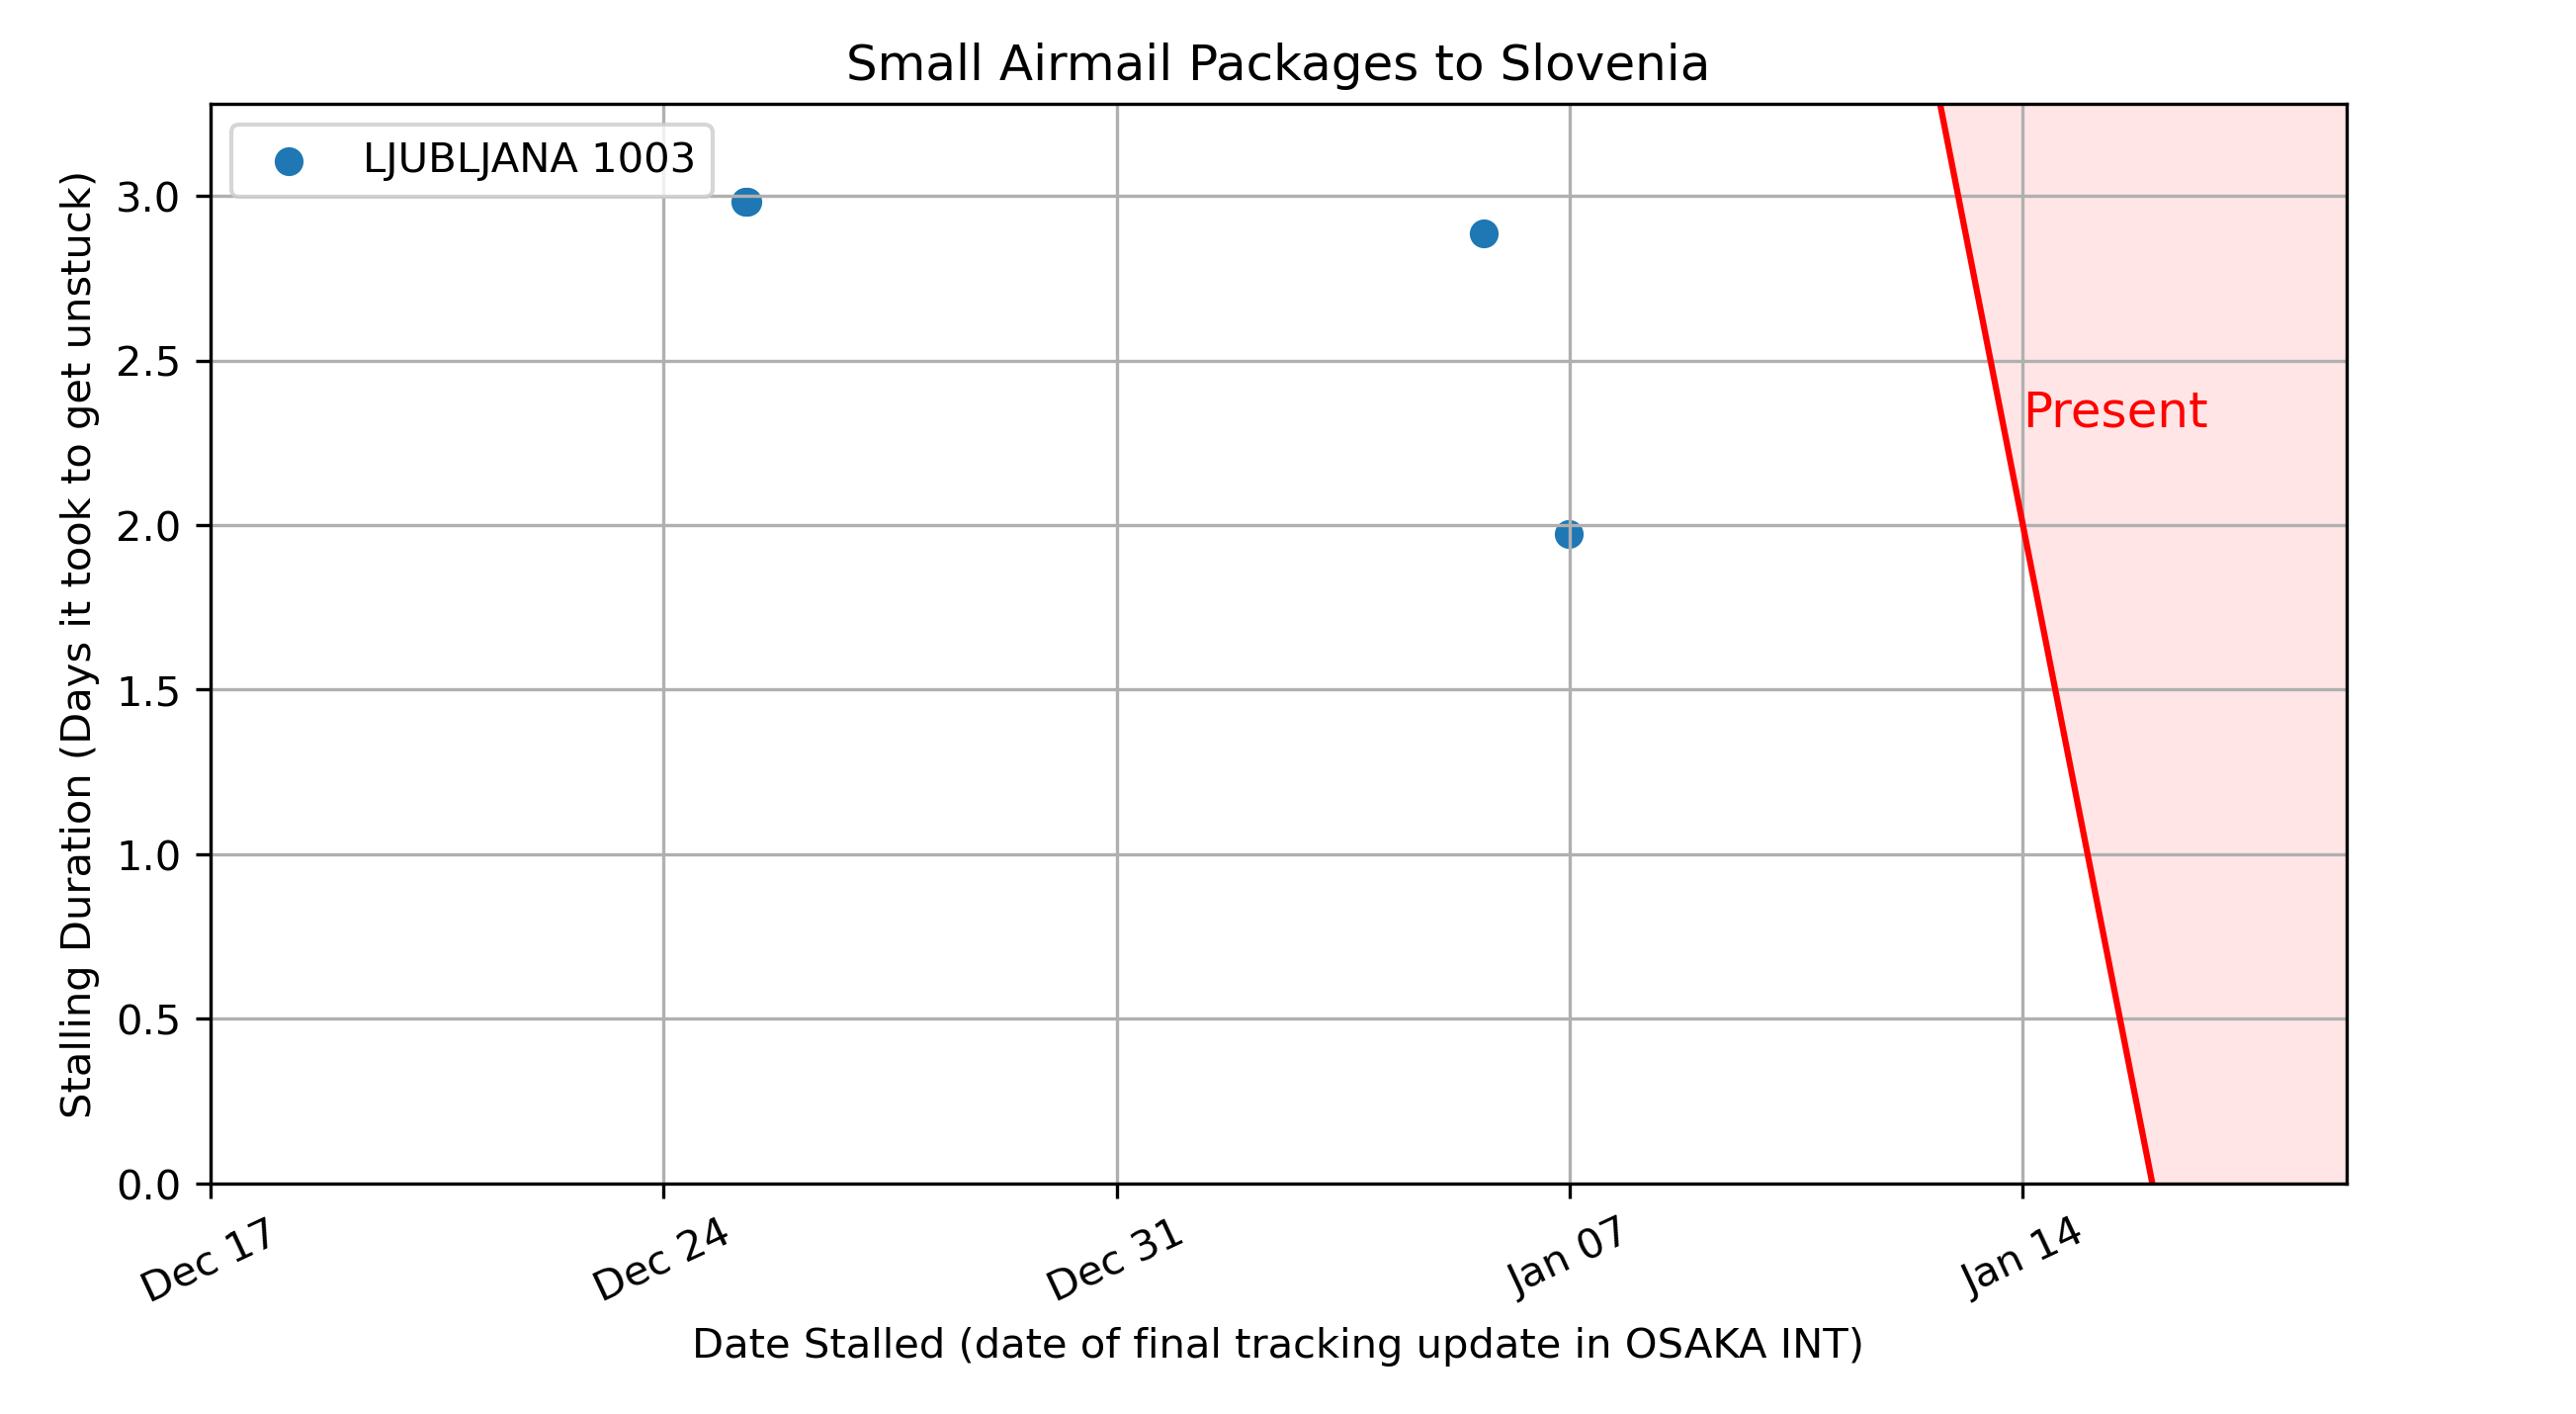 Small Airmail Packages to Slovenia
LJUBLJANA 1003
Stalling Duration (Days it took to get unstuck)
3.0
2.5
2.0
1.5
1.0
0.5
0.0
Present
Dec 17
Dec 24
Dec 31
Jan 07
Jan 14
Date Stalled (date of final tracking update in OSAKA INT)